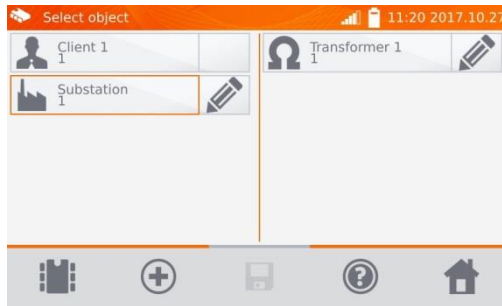 Select object
11:20 2017.10.27
Client 1
1
Substation
1
Transformer 1
1